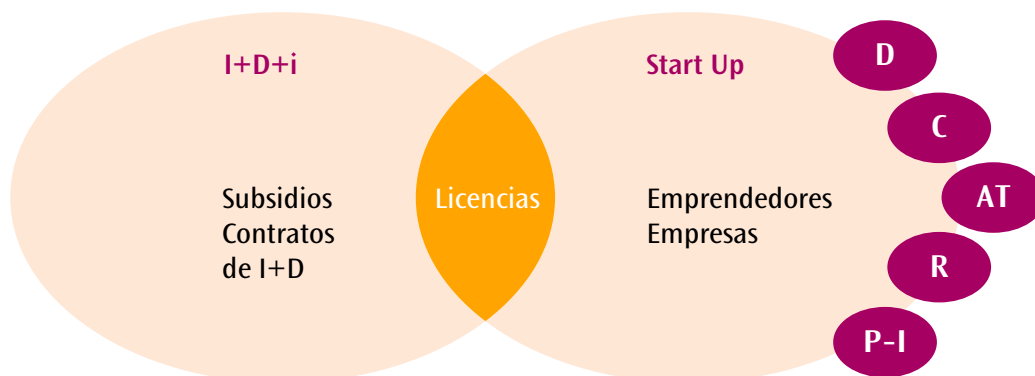 I+D+i
Subsidios
Contratos
de I+D
Licencias
Start Up
Emprendedores
Empresas
D
C
AT
R
P-I